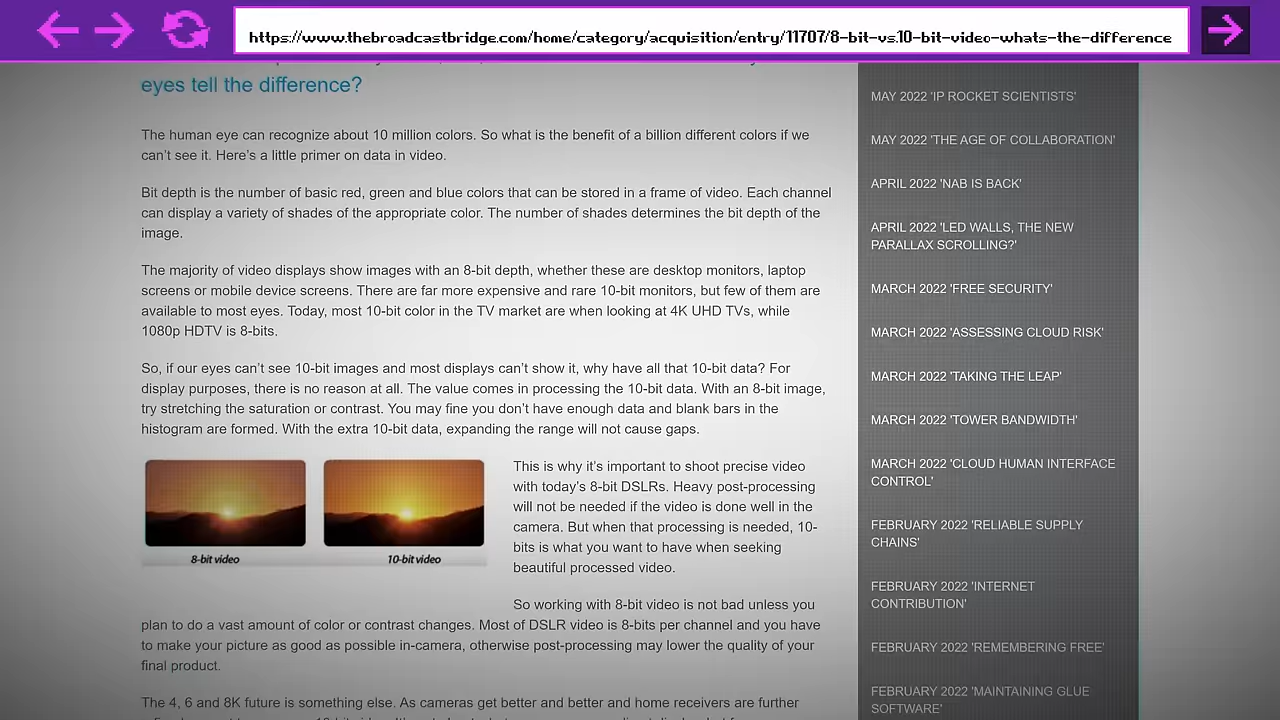 https://www.thebroadcastbridge.com/home/category/acquisition/entry/11707/8-bit-vs.10-bit-video-whats-the-difference
eyes tell the difference?
The human eye can recognize about 10 million colors. So what is the benefit of a billion different colors if we
can't see it. Here's a little primer on data in video.
Bit depth is the number of basic red, green and blue colors that can be stored in a frame of video. Each channel
can display a variety of shades of the appropriate color. The number of shades determines the bit depth of the
image.
The majority of video displays show images with an 8-bit depth, whether these are desktop monitors, laptop
screens or mobile device screens. There are far more expensive and rare 10-bit monitors, but few of them are
available to most eyes. Today, most 10-bit color in the TV market are when looking at 4K UHD TVs, while
1080p HDTV is 8-bits.
So, if our eyes can't see 10-bit images and most displays can't show it, why have all that 10-bit data? For
display purposes, there is no reason at all. The value comes in processing the 10-bit data. With an 8-bit image,
try stretching the saturation or contrast. You may fine you don't have enough data and blank bars in the
histogram are formed. With the extra 10-bit data, expanding the range will not cause gaps.
8-bit video
10-bit video
This is why it's important to shoot precise video
with today's 8-bit DSLRs. Heavy post-processing
will not be needed if the video is done well in the
camera. But when that processing is needed, 10-
bits is what you want to have when seeking
beautiful processed video.
So working with 8-bit video is not bad unless you
plan to do a vast amount of color or contrast changes. Most of DSLR video is 8-bits per channel and you have
to make your picture as good as possible in-camera, otherwise post-processing may lower the quality of your
final product.
The 4, 6 and 8K future is something else. As cameras get better and better and home receivers are further
MAY 2022 'IP ROCKET SCIENTISTS'
MAY 2022 'THE AGE OF COLLABORATION'
APRIL 2022 'NAB IS BACK'
APRIL 2022 'LED WALLS, THE NEW
PARALLAX SCROLLING?'
MARCH 2022 'FREE SECURITY'
MARCH 2022 'ASSESSING CLOUD RISK'
MARCH 2022 'TAKING THE LEAP'
MARCH 2022 'TOWER BANDWIDTH'
MARCH 2022 'CLOUD HUMAN INTERFACE
CONTROL'
FEBRUARY 2022 'RELIABLE SUPPLY
CHAINS'
FEBRUARY 2022 'INTERNET
CONTRIBUTION'
FEBRUARY 2022 'REMEMBERING FREE'
FEBRUARY 2022 'MAINTAINING GLUE
SOFTWARE'